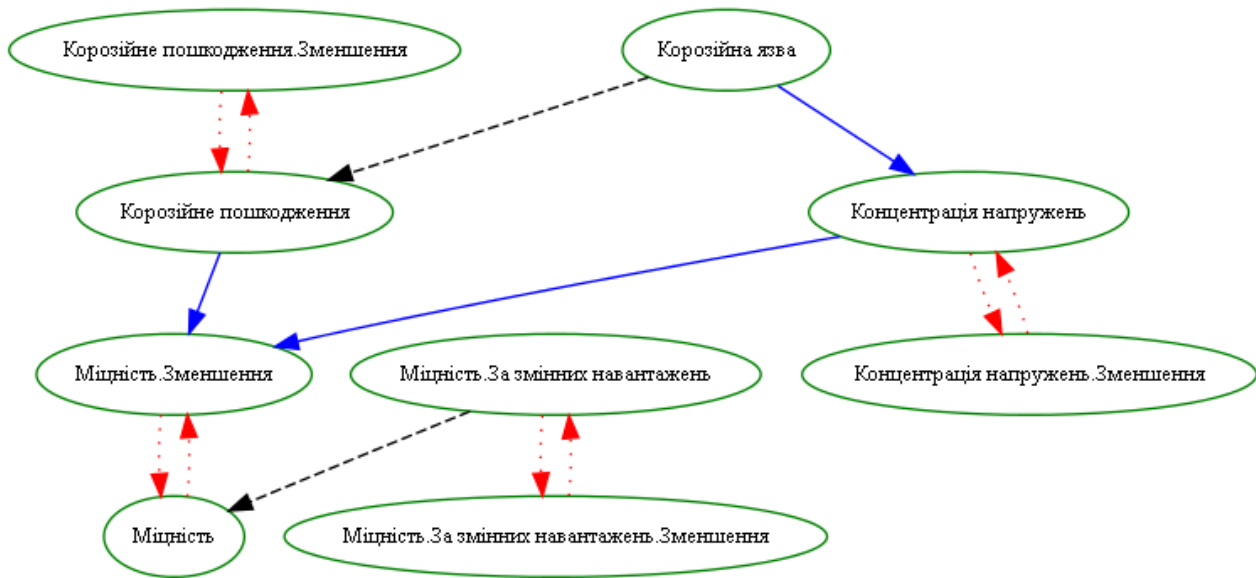 Корозійне пошкодження.Зменшення
Корозійна язва
Корозійне пошкодження
Концентрація напружень
Міцність.Зменшення
Міцність.За змінних навантажень
Концентрація напружень.Зменшення
Міцність
Міцність.За змінних навантажень.Зменшення